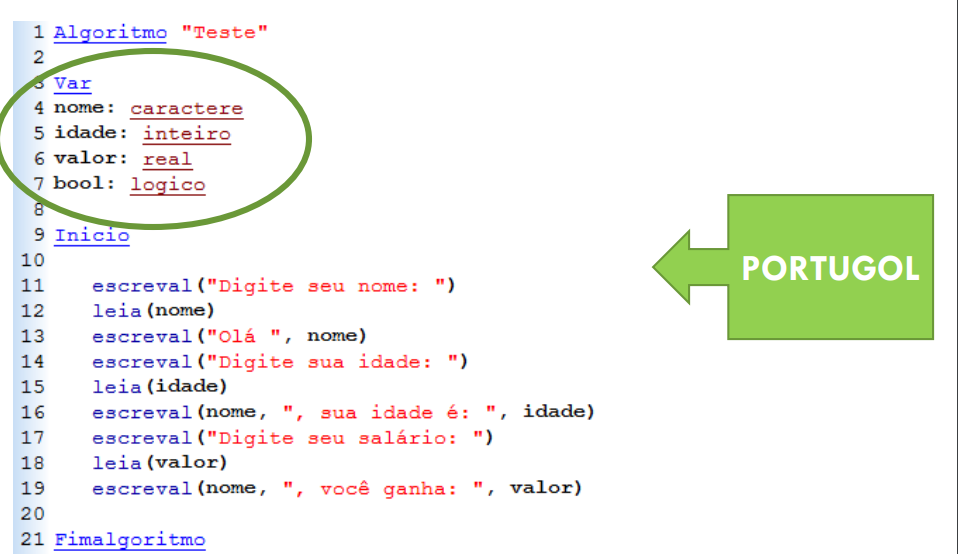 1 Algoritmo "Teste"
2
3 Var
4 nome: caractere
5 idade: inteiro
6 valor: real
7 bool: logico
8
9 Inicio
10
11 escreval("Digite seu nome: ")
12 leia(nome)
13 escreval("Olá ", nome)
14 escreval("Digite sua idade: ")
15 leia(idade)
16 escreval(nome, ", sua idade é: ", idade)
17 escreval("Digite seu salário: ")
18 leia(valor)
19 escreval(nome, ", você ganha: ", valor)
20
21 Fimalgoritmo
PORTUGOL